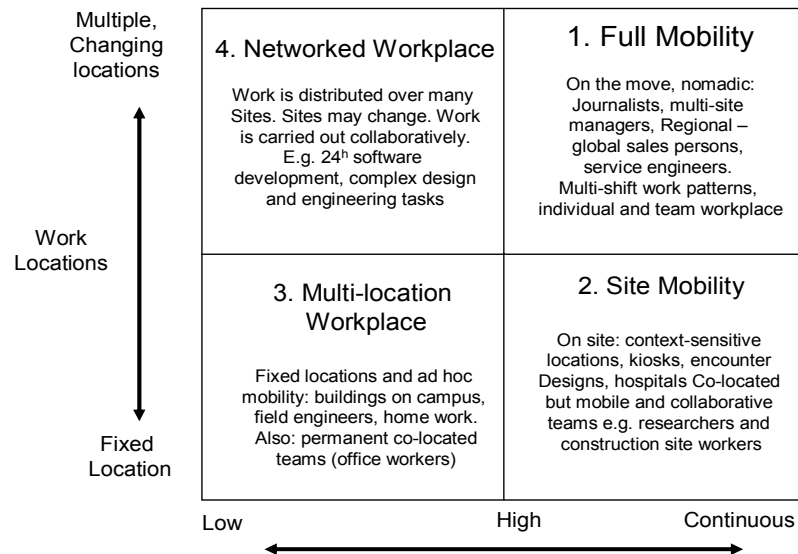 Multiple,
Changing
locations
Work
Locations
Fixed
Location
4. Networked Workplace
Work is distributed over many
Sites. Sites may change. Work
is carried out collaboratively.
E.g. 24h software
development, complex design
and engineering tasks
1. Full Mobility
On the move, nomadic:
Journalists, multi-site
managers, Regional –
global sales persons,
service engineers.
Multi-shift work patterns,
individual and team workplace
3. Multi-location
Workplace
Fixed locations and ad hoc
mobility: buildings on campus,
field engineers, home work.
Also: permanent co-located
teams (office workers)
2. Site Mobility
On site: context-sensitive
locations, kiosks, encounter
Designs, hospitals Co-located
but mobile and collaborative
teams e.g. researchers and
construction site workers
Low
High
Continuous